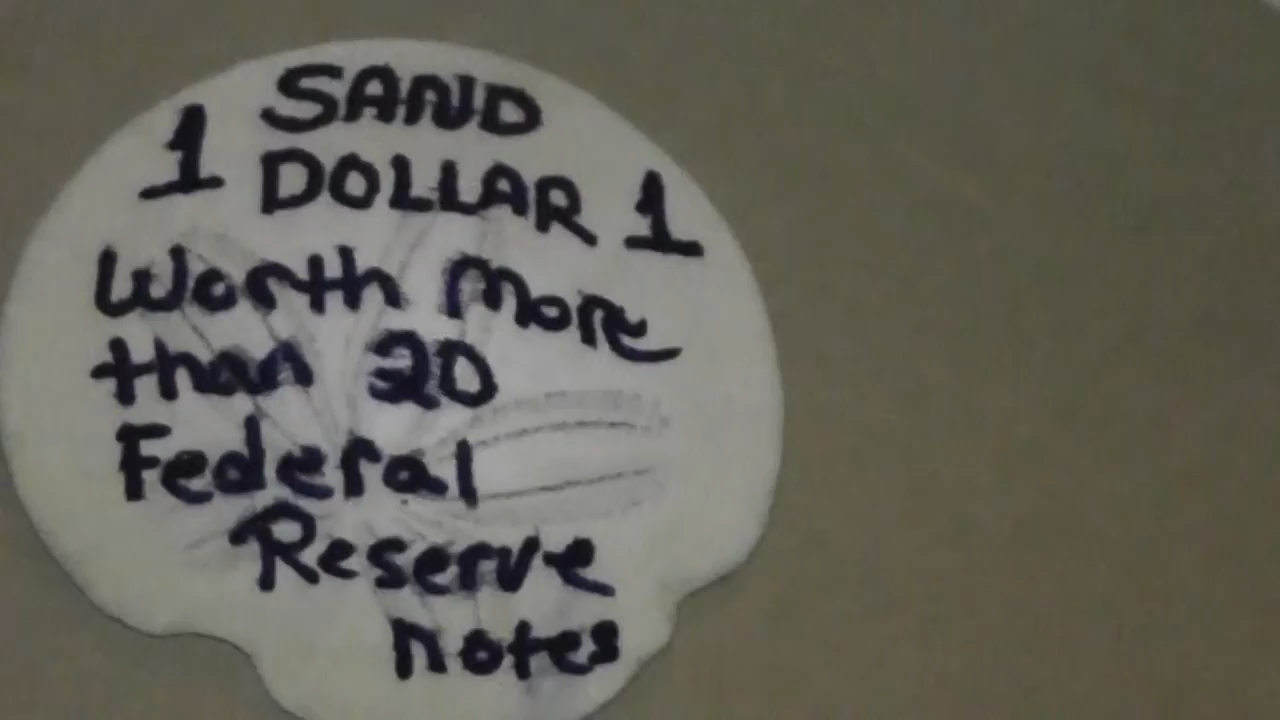 SAND
1 DOLLAR 1
Worth More
than 20
Federal
Reserve
notes